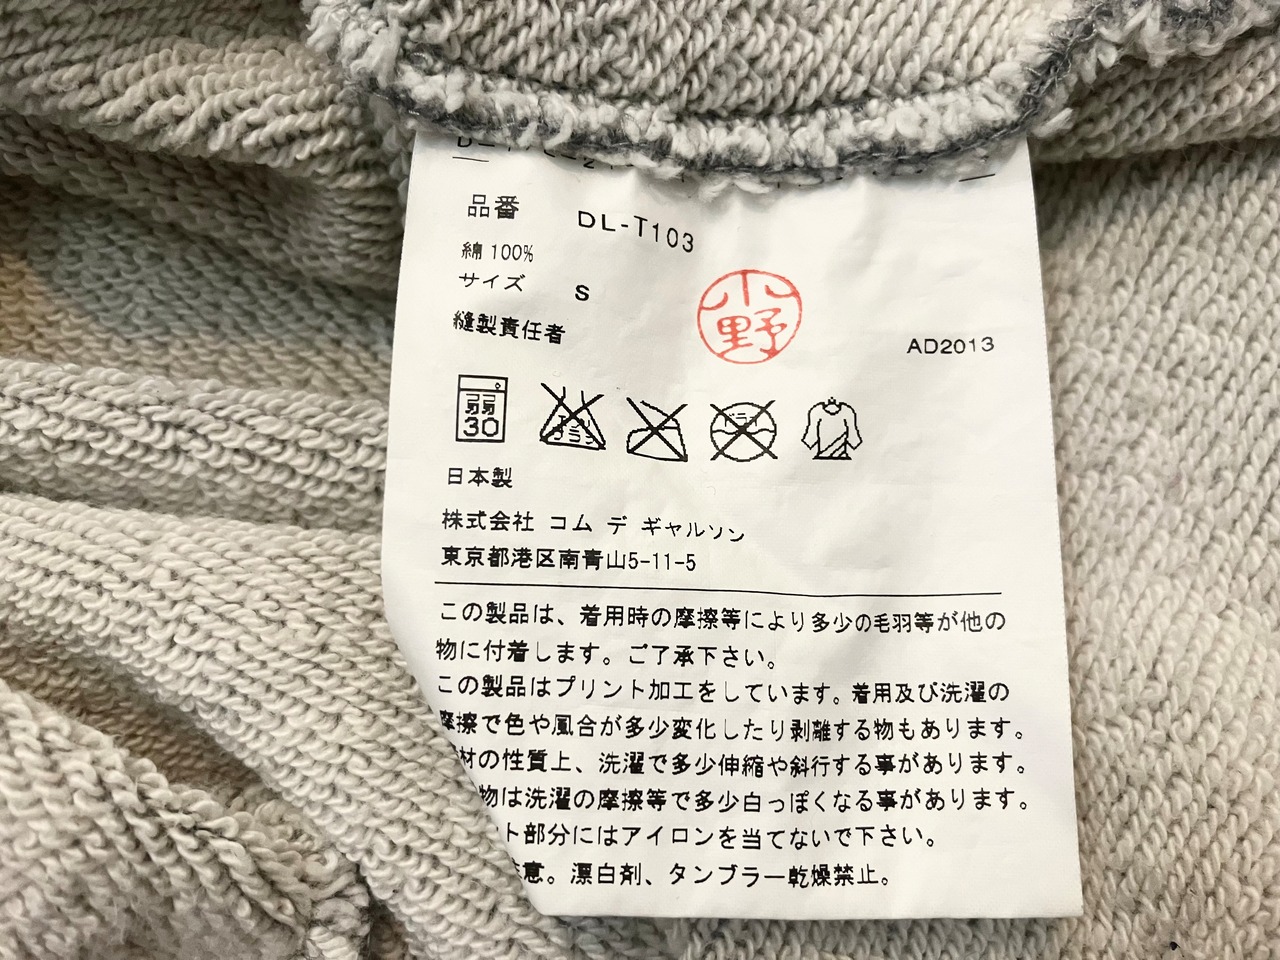 品番 DL-T103
綿 100%
サイズ S
縫製責任者
小野
AD2013
弱
30
エンソ
サラシ
ドライ
日本製
株式会社 コム デ ギャルソン
東京都港区南青山5-11-5
この製品は、着用時の摩擦等により多少の毛羽等が他の
物に付着します。ご了承下さい。
この製品はプリント加工をしています。着用及び洗濯の
摩擦で色や風合が多少変化したり剥離する物もあります。
材の性質上、洗濯で多少伸縮や斜行する事があります。
物は洗濯の摩擦等で多少白っぽくなる事があります。
ト部分にはアイロンを当てないで下さい。
意。漂白剤、タンブラー乾燥禁止。